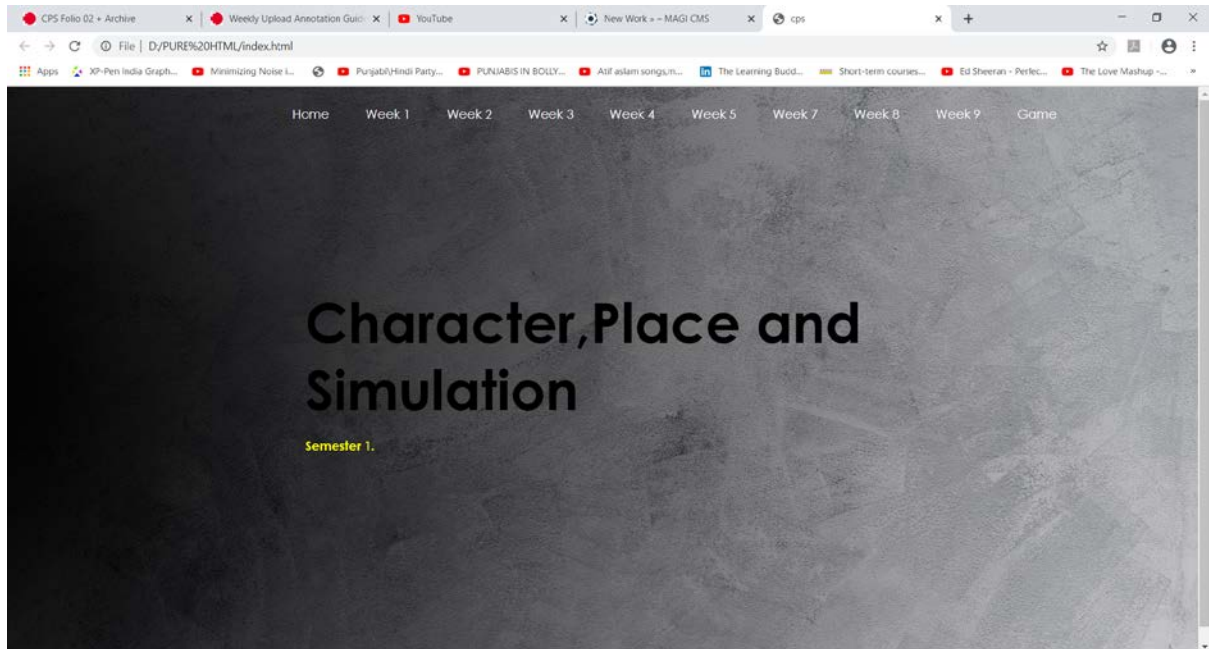 CPS Folio 02 + Archive
Weekly Upload Annotation Guid
YouTube
New Work » – MAGI CMS
cps
File | D:/PURE%20HTML/index.html
Apps XP-Pen India Graph... Minimizing Noise i... Punjabi\Hindi Party... PUNJABIS IN BOLLY... Atif aslam songs,m... The Learning Budd... Short-term courses... Ed Sheeran - Perfec... The Love Mashup -... »
Home Week 1 Week 2 Week 3 Week 4 Week 5 Week 7 Week 8 Week 9 Game
Character,Place and
Simulation
Semester 1.